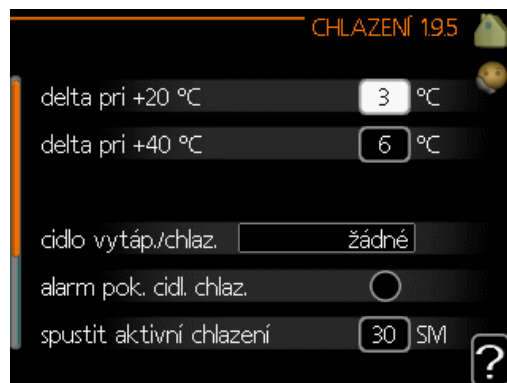 CHLAZENÍ 1.9.5
delta pri +20 °C 3 °C
delta pri +40 °C 6 °C
cidlo vytáp./chlaz. žádné
alarm pok. cidl. chlaz.
spustit aktivní chlazení 30 SM
?